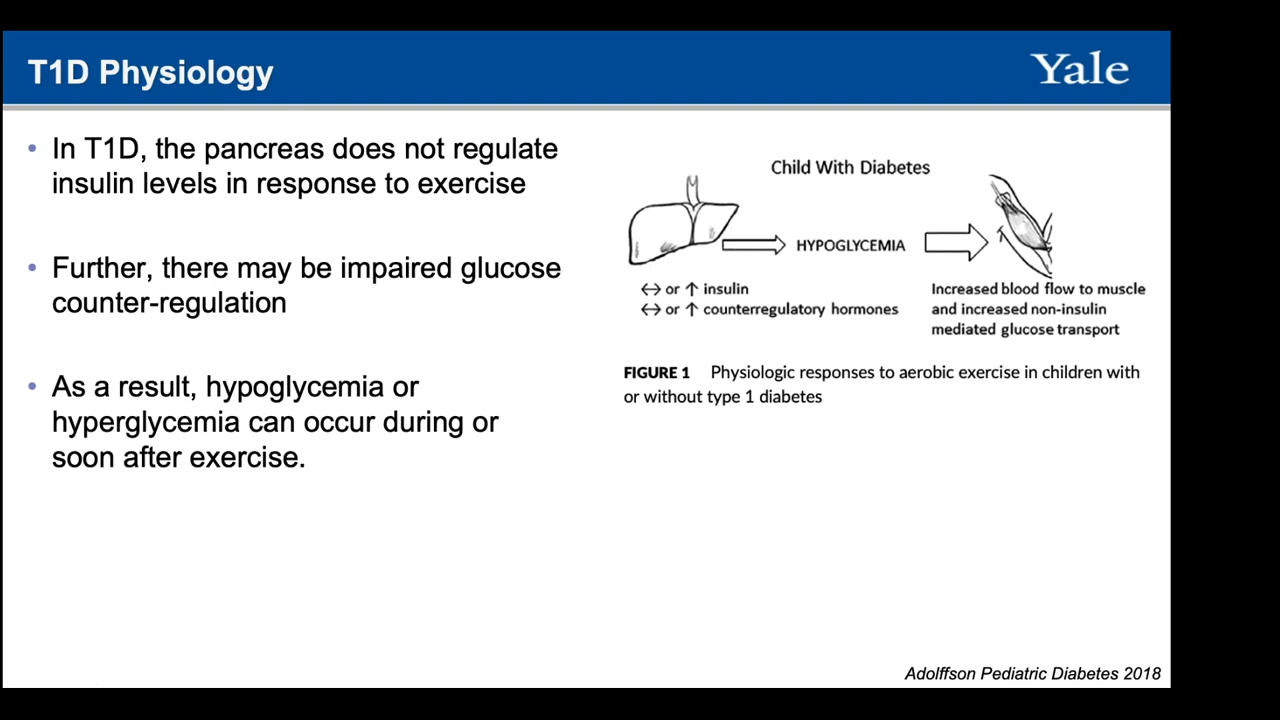 T1D Physiology
Yale
• In T1D, the pancreas does not regulate
insulin levels in response to exercise
• Further, there may be impaired glucose
counter-regulation
• As a result, hypoglycemia or
hyperglycemia can occur during or
soon after exercise.
Child With Diabetes
HYPOGLYCEMIA
↔ or ↑ insulin
↔ or ↑ counterregulatory hormones
Increased blood flow to muscle
and increased non-insulin
mediated glucose transport
FIGURE 1 Physiologic responses to aerobic exercise in children with
or without type 1 diabetes
Adolffson Pediatric Diabetes 2018